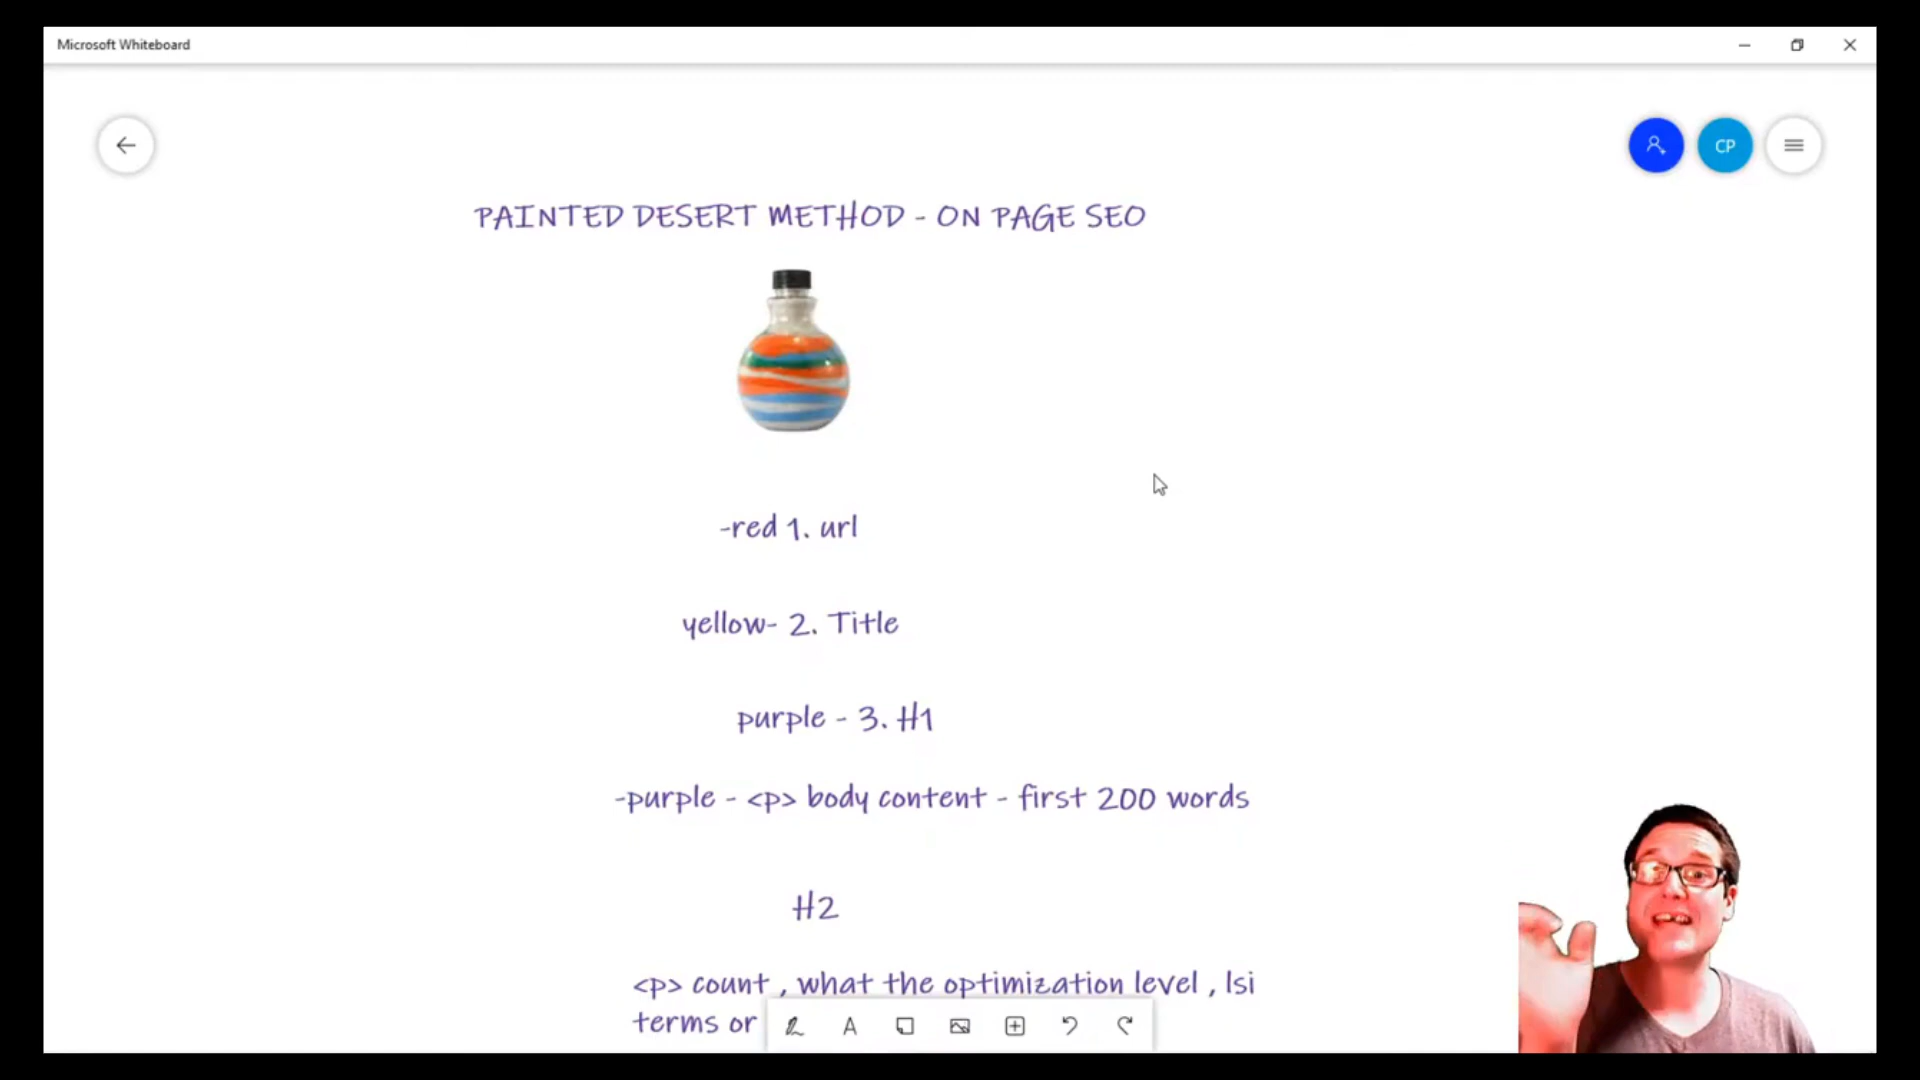 Microsoft Whiteboard
CP
PAINTED DESERT METHOD - ON PAGE SEO
-red 1. url
yellow- 2. Title
purple - 3. H1
-purple - <p> body content - first 200 words
H2
<p> count , what the optimization level , lsi
terms or
A